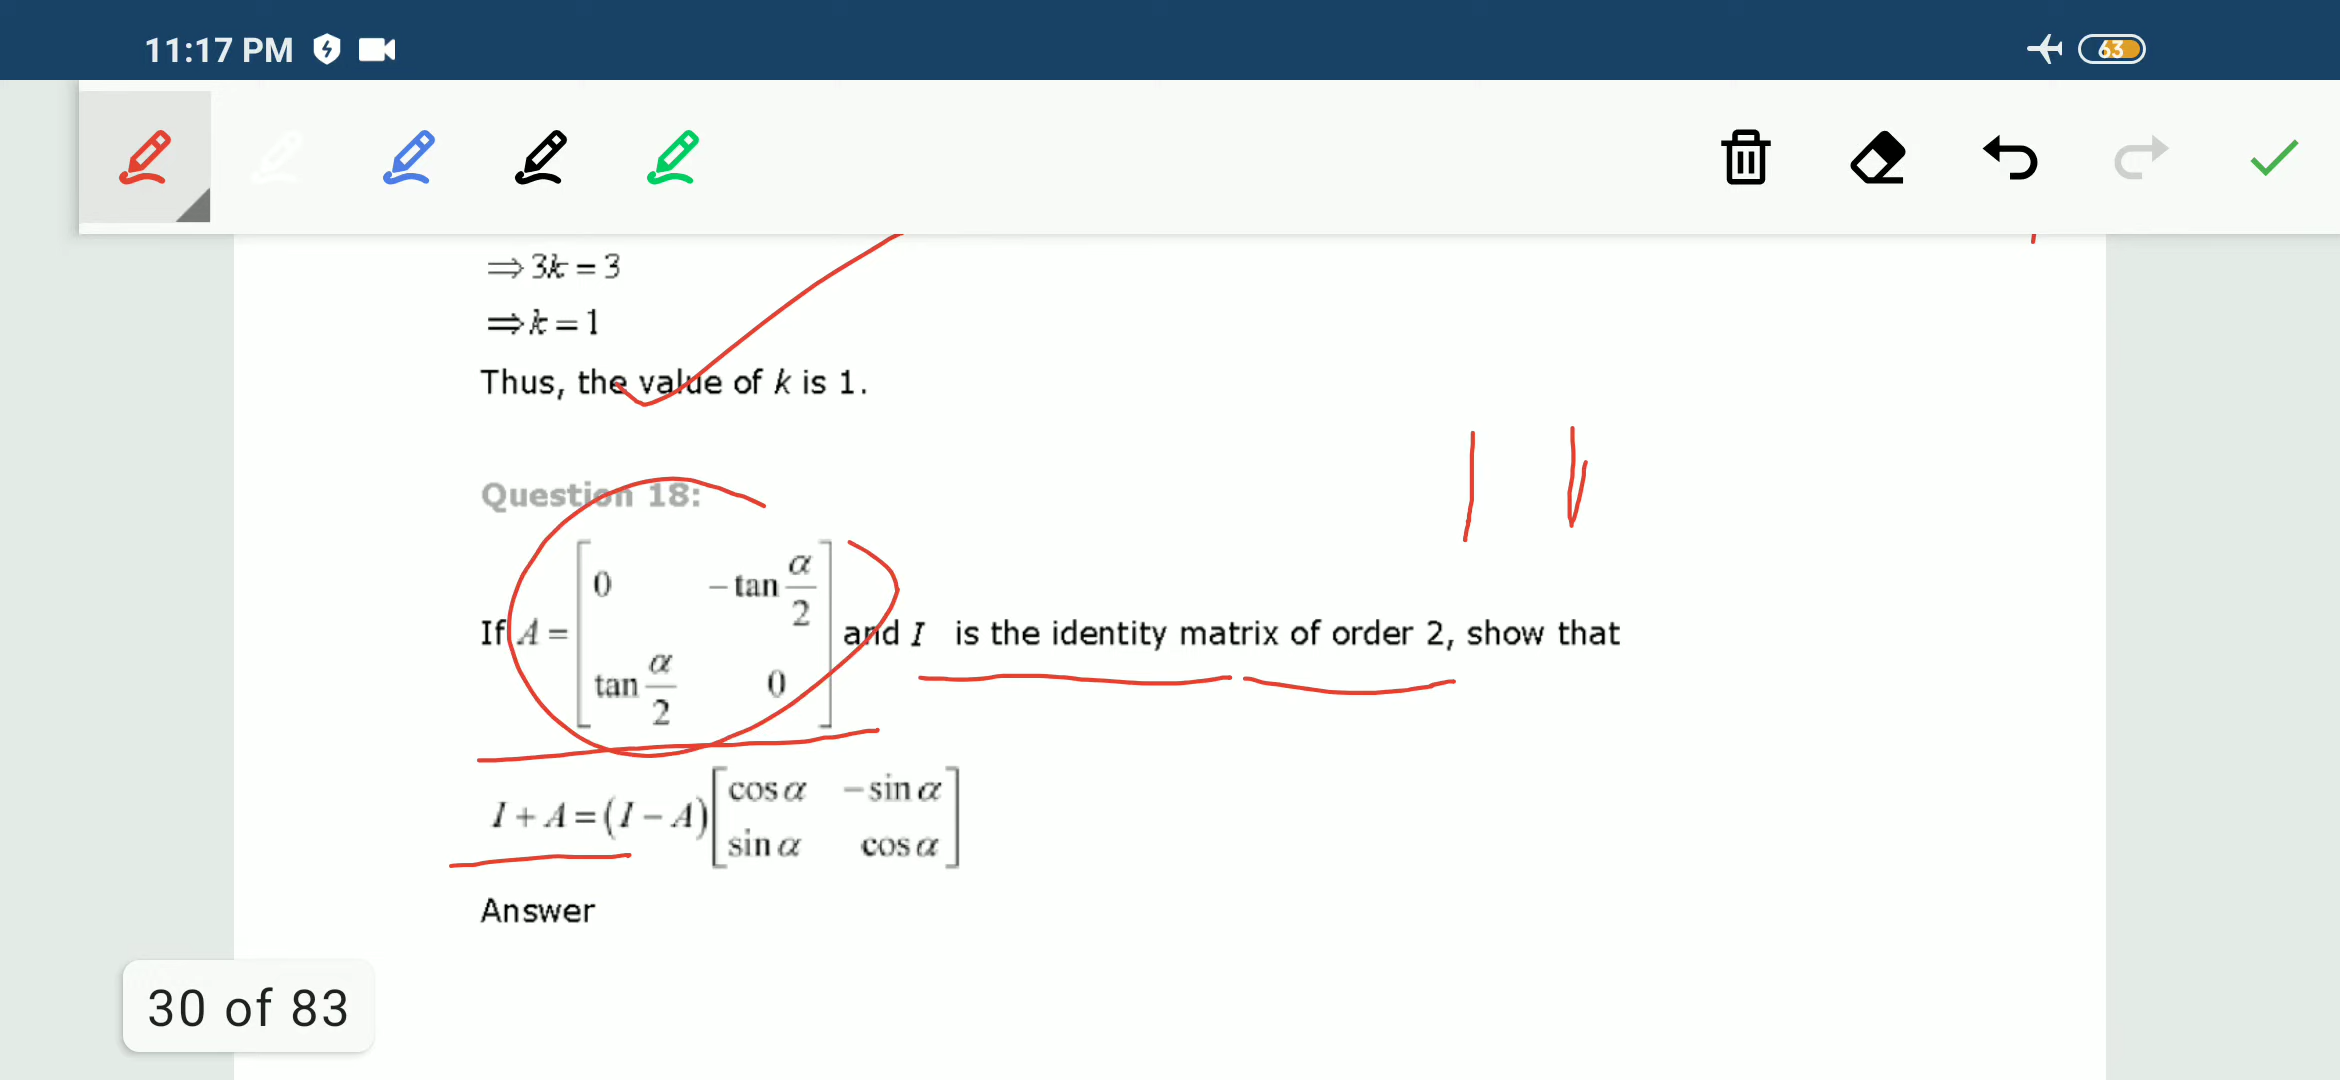 11:17 PM
63
⇒ 3k = 3
⇒ k = 1
Thus, the value of k is 1.
Question 18:
If A = [0 −tan α/2
tan α/2 0] and I is the identity matrix of order 2, show that
I + A = (I − A)[cos α −sin α
sin α cos α]
Answer
30 of 83